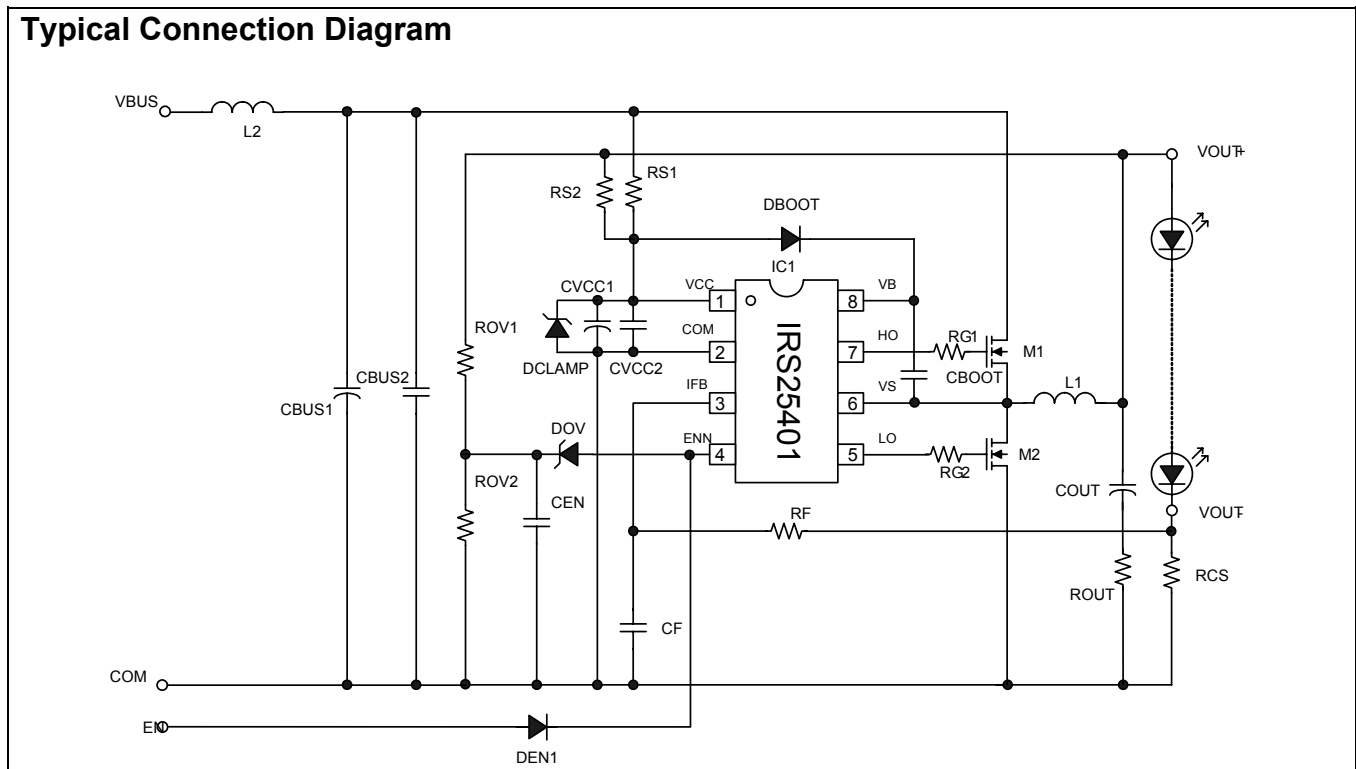 Typical Connection Diagram
VBUS
L2
VOUT+
RS1
RS2
DBOOT
IC1
CVCC1
VCC
1
8
VB
ROV1
COM
2
7
HO
RG1
M1
DCLAMP
CVCC2
CBOOT
CBUS2
CBUS1
IFB
3
6
VS
L1
IRS25401
DOV
ENN
4
5
LO
M2
RG2
ROV2
CEN
COUT
VOUT-
RF
RCS
ROUT
CF
COM
EN
DEN1